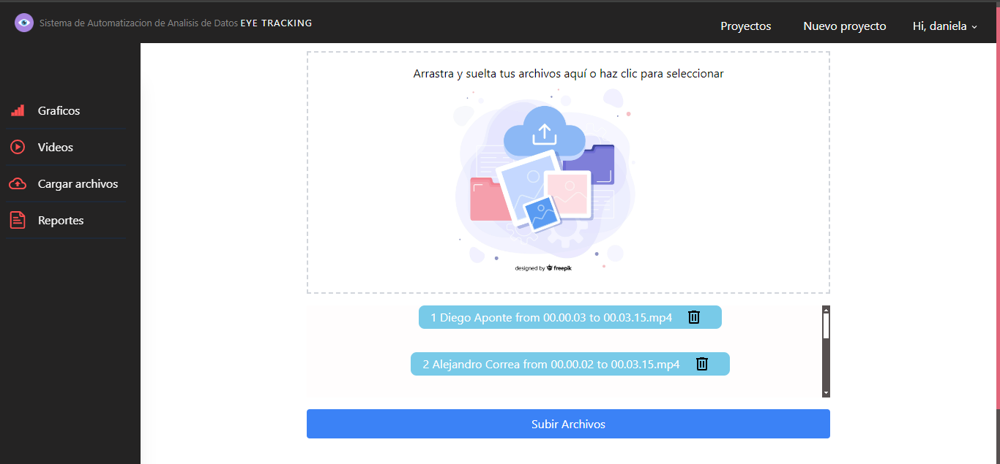 Sistema de Automatizacion de Analisis de Datos EYE TRACKING
Proyectos
Nuevo proyecto
Hi, daniela
Graficos
Videos
Cargar archivos
Reportes
Arrastra y suelta tus archivos aquí o haz clic para seleccionar
designed by freepik
1 Diego Aponte from 00.00.03 to 00.03.15.mp4
2 Alejandro Correa from 00.00.02 to 00.03.15.mp4
Subir Archivos